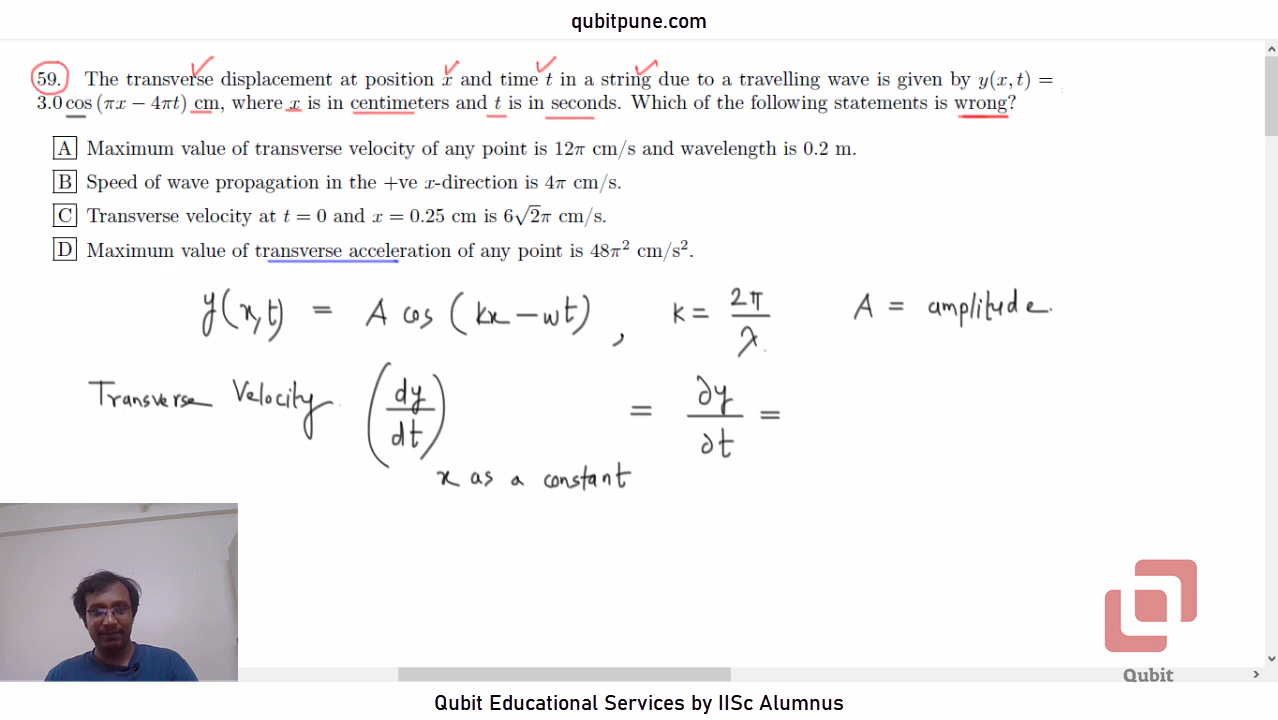 qubitpune.com
59. The transverse displacement at position x and time t in a string due to a travelling wave is given by y(x, t) =
3.0 cos (πx − 4πt) cm, where x is in centimeters and t is in seconds. Which of the following statements is wrong?
A Maximum value of transverse velocity of any point is 12π cm/s and wavelength is 0.2 m.
B Speed of wave propagation in the +ve x-direction is 4π cm/s.
C Transverse velocity at t = 0 and x = 0.25 cm is 6√2π cm/s.
D Maximum value of transverse acceleration of any point is 48π² cm/s².
y(x,t) = A cos (kx − ωt) , k = 2π/λ A = amplitude.
Transverse Velocity (dy/dt) x as a constant = ∂y/∂t =
Qubit
Qubit Educational Services by IISc Alumnus